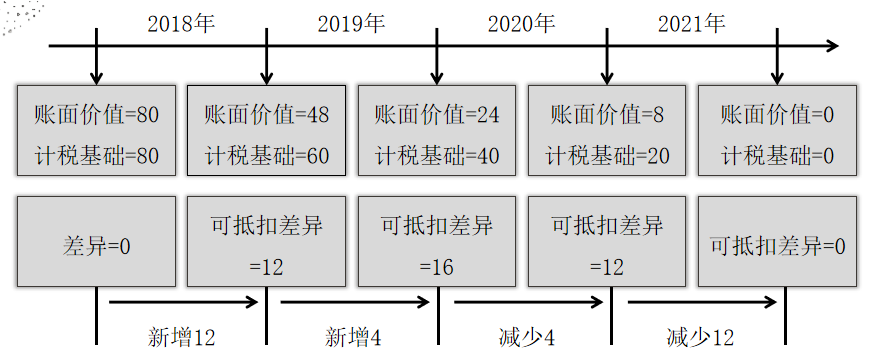 2018年 2019年 2020年 2021年
账面价值=80
计税基础=80
账面价值=48
计税基础=60
账面价值=24
计税基础=40
账面价值=8
计税基础=20
账面价值=0
计税基础=0
差异=0
可抵扣差异
=12
可抵扣差异
=16
可抵扣差异
=12
可抵扣差异=0
新增12 新增4 减少4 减少12